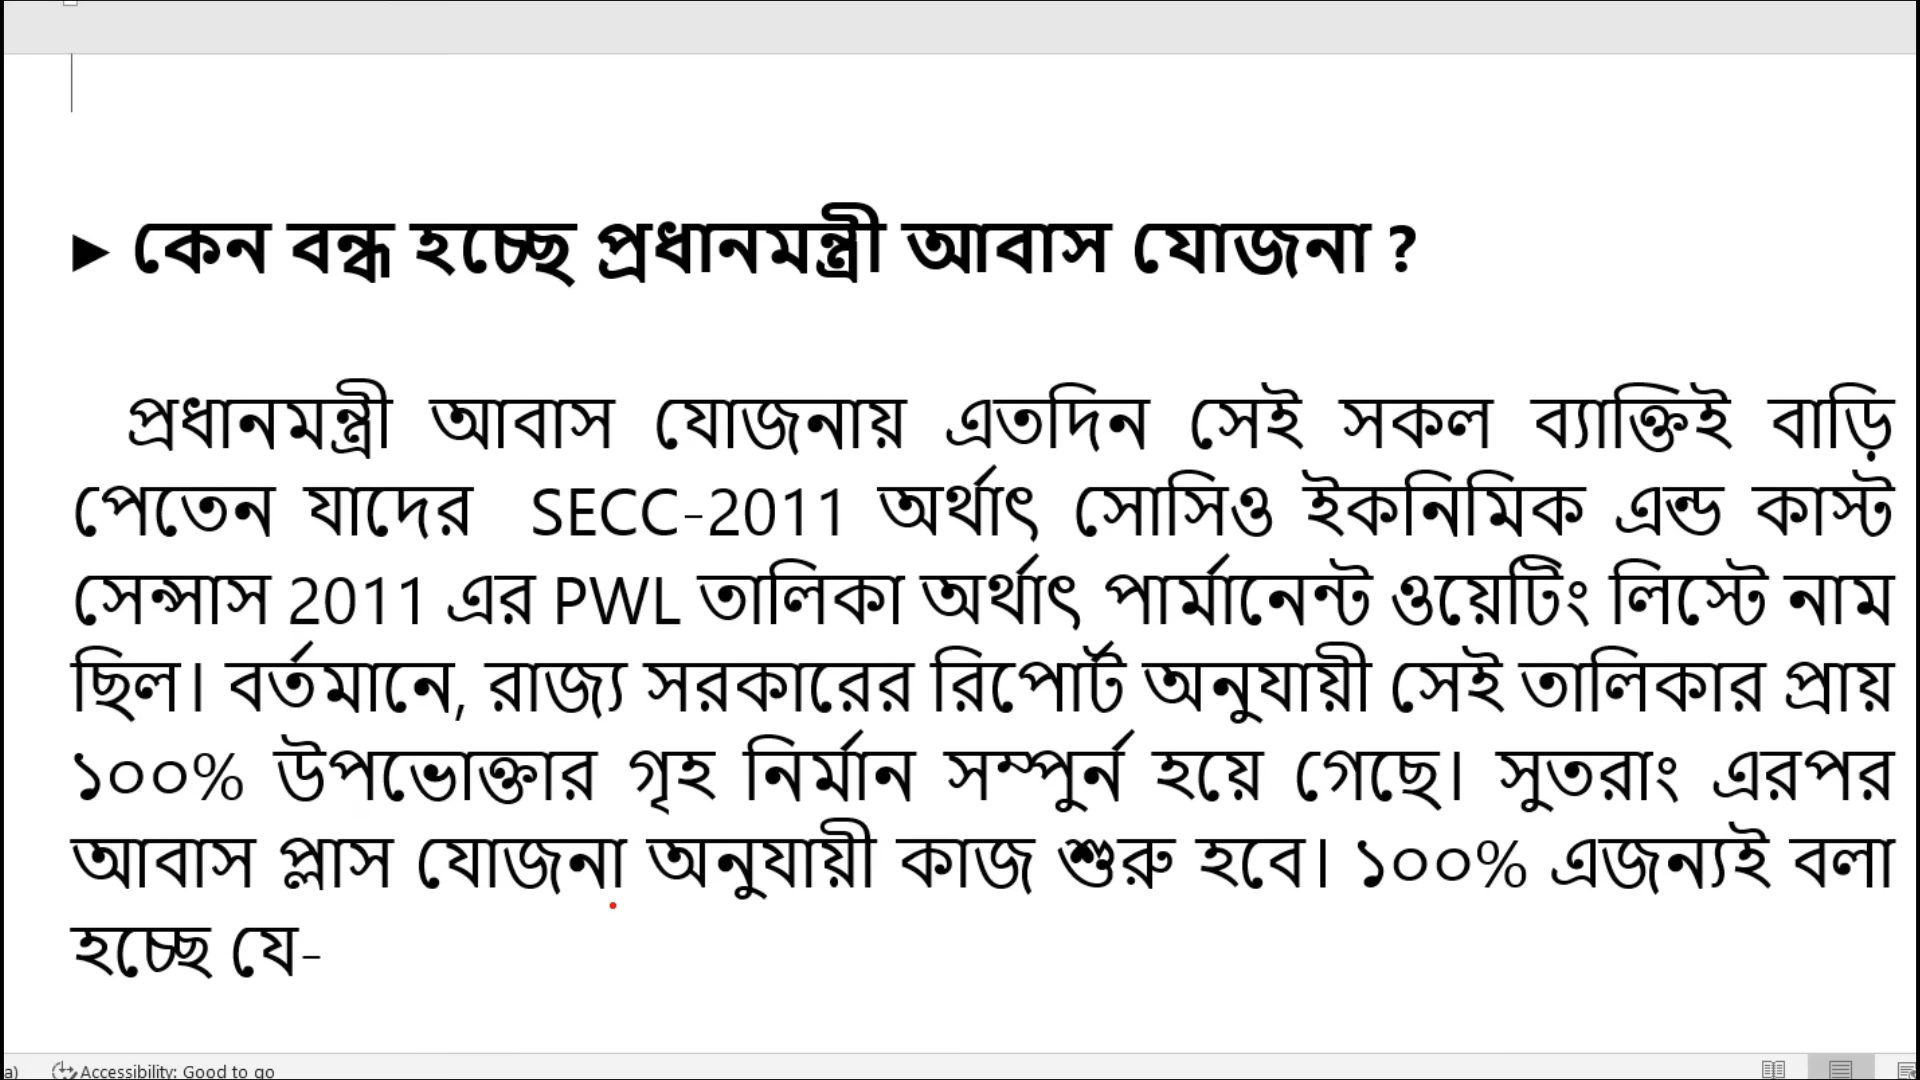 ► কেন বন্ধ হচ্ছে প্রধানমন্ত্রী আবাস যোজনা ?
প্রধানমন্ত্রী আবাস যোজনায় এতদিন সেই সকল ব্যাক্তিই বাড়ি
পেতেন যাদের SECC-2011 অর্থাৎ সোসিও ইকনিমিক এন্ড কাস্ট
সেন্সাস 2011 এর PWL তালিকা অর্থাৎ পার্মানেন্ট ওয়েটিং লিস্টে নাম
ছিল। বর্তমানে, রাজ্য সরকারের রিপোর্ট অনুযায়ী সেই তালিকার প্রায়
১০০% উপভোক্তার গৃহ নির্মান সম্পুর্ন হয়ে গেছে। সুতরাং এরপর
আবাস প্লাস যোজনা অনুযায়ী কাজ শুরু হবে। ১০০% এজন্যই বলা
হচ্ছে যে-
a) Accessibility: Good to go